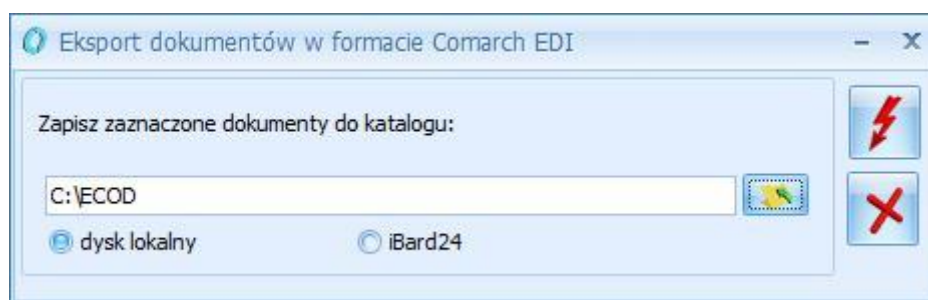 Eksport dokumentów w formacie Comarch EDI
Zapisz zaznaczone dokumenty do katalogu:
C:\ECOD
dysk lokalny
iBard24